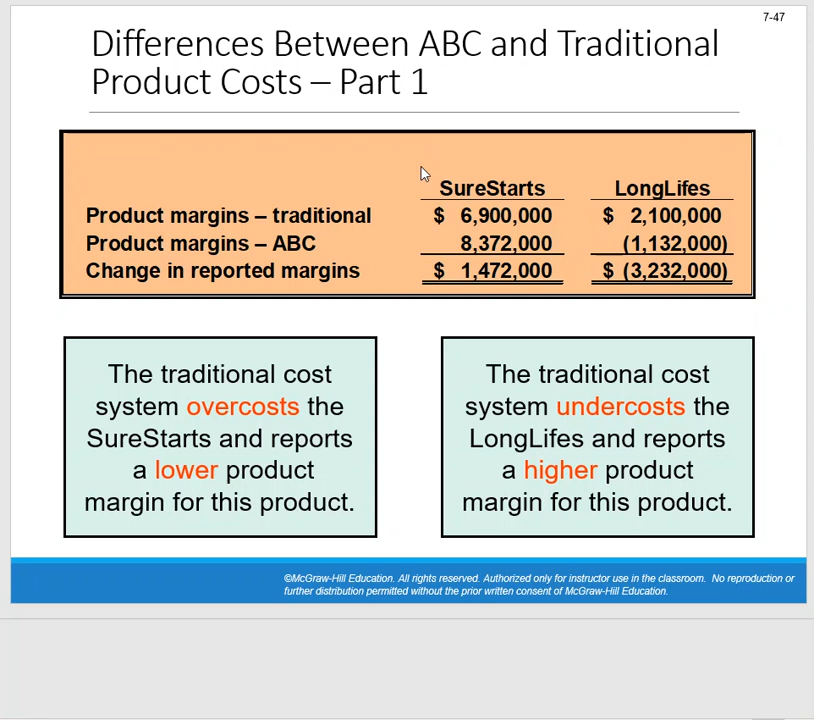 7-47
Differences Between ABC and Traditional
Product Costs – Part 1
SureStarts LongLifes
Product margins – traditional $ 6,900,000 $ 2,100,000
Product margins – ABC 8,372,000 (1,132,000)
Change in reported margins $ 1,472,000 $ (3,232,000)
The traditional cost
system overcosts the
SureStarts and reports
a lower product
margin for this product.
The traditional cost
system undercosts the
LongLifes and reports
a higher product
margin for this product.
©McGraw-Hill Education. All rights reserved. Authorized only for instructor use in the classroom. No reproduction or
further distribution permitted without the prior written consent of McGraw-Hill Education.